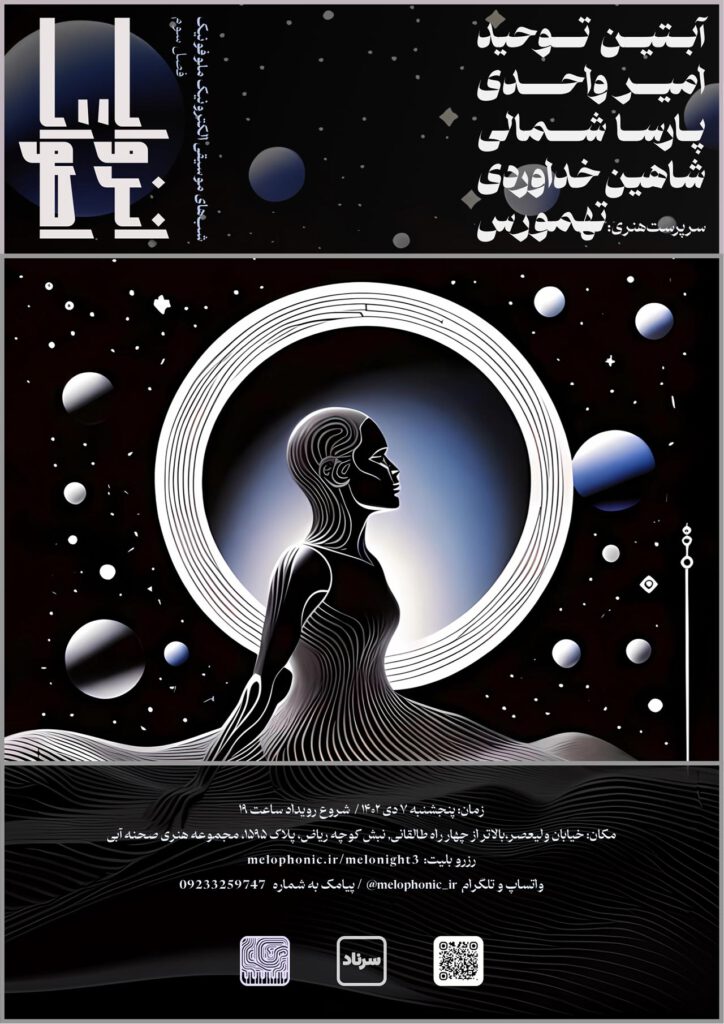 آبتین توحید
امیر واحدی
پارسا شمالی
شاهین خداوردی
سرپرست هنری: تهمورس
شب‌های موسیقی الکترونیک ملوفونیک
فصل سوم
زمان: پنجشنبه ۷ دی ۱۴۰۲ / شروع رویداد ساعت ۱۹
مکان: خیابان ولیعصر، بالاتر از چهار راه طالقانی، نبش کوچه ریاض، پلاک ۱۵۹۵، مجموعه هنری صحنه آبی
رزرو بلیت: melophonic.ir/melonight3
واتساپ و تلگرام @melophonic_ir / پیامک به شماره 09233259747
سرناد